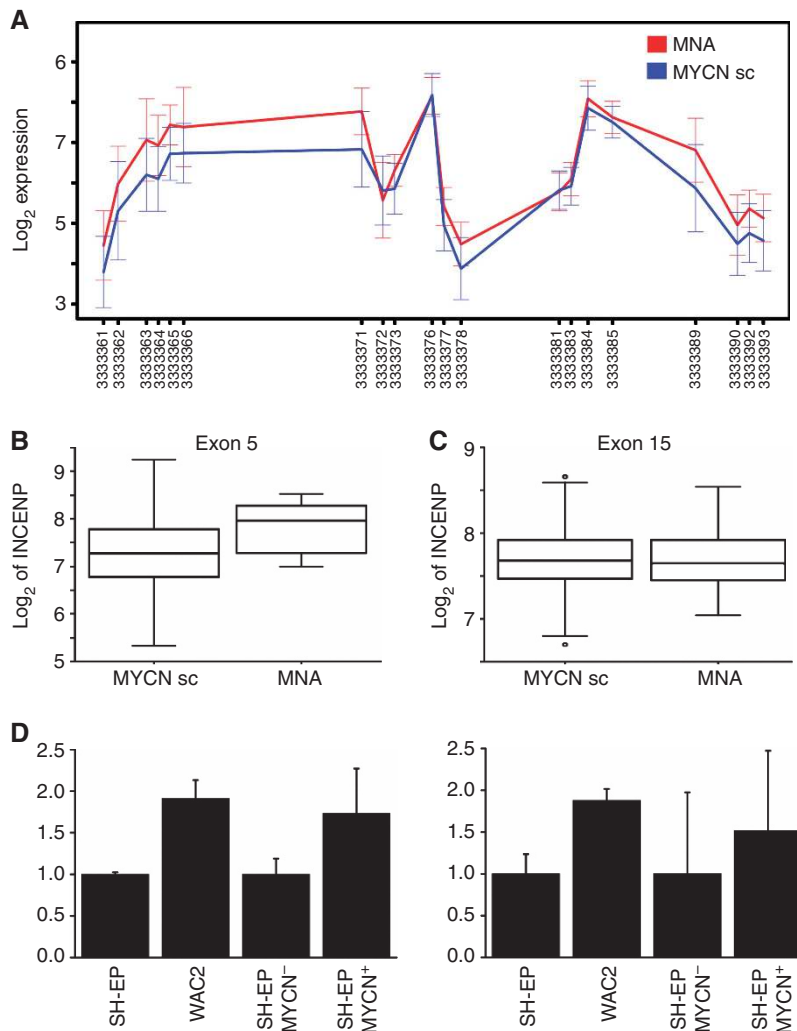 A
Log₂ expression
6
7
5
3
MNA
MYCN sc
3333361
3333362
3333363
3333364
3333365
3333366
3333371
3333372
3333373
3333376
3333377
3333378
3333381
3333383
3333384
3333385
3333389
3333390
3333392
3333393
B
Exon 5
Log₂ of INCENP
9
8
7
6
5
MYCN sc
MNA
C
Exon 15
Log₂ of INCENP
9
8
7
MYCN sc
MNA
D
2.5
2.0
1.5
1.0
0.5
0.0
SH-EP
WAC2
SH-EP
MYCN⁻
SH-EP
MYCN⁺
2.5
2.0
1.5
1.0
0.5
0.0
SH-EP
WAC2
SH-EP
MYCN⁻
SH-EP
MYCN⁺